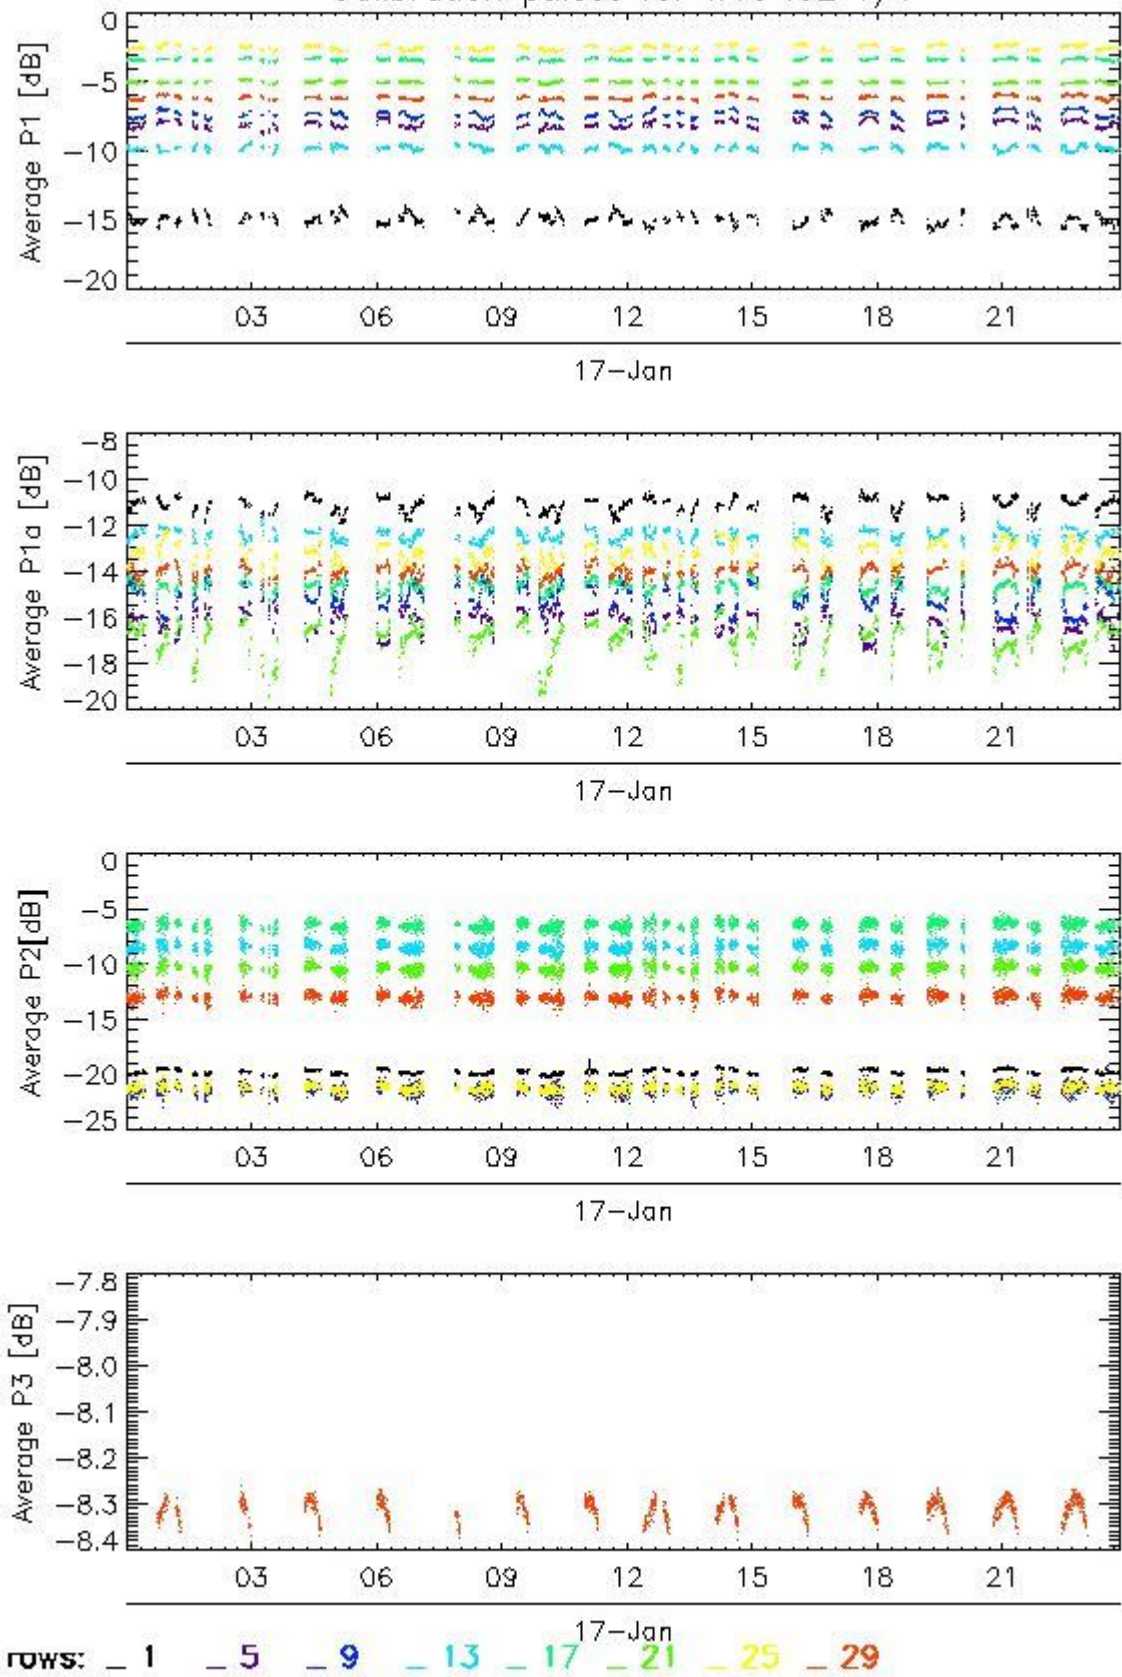 0
−5
−10
−15
−20
Average P1 [dB]
03 06 09 12 15 18 21
17−Jan
−8
−10
−12
−14
−16
−18
−20
Average P1a [dB]
03 06 09 12 15 18 21
17−Jan
0
−5
−10
−15
−20
−25
Average P2[dB]
03 06 09 12 15 18 21
17−Jan
−7.8
−7.9
−8.0
−8.1
−8.2
−8.3
−8.4
Average P3 [dB]
03 06 09 12 15 18 21
17−Jan
rows: _ 1 _ 5 _ 9 _ 13 _ 17 _ 21 _ 25 _ 29